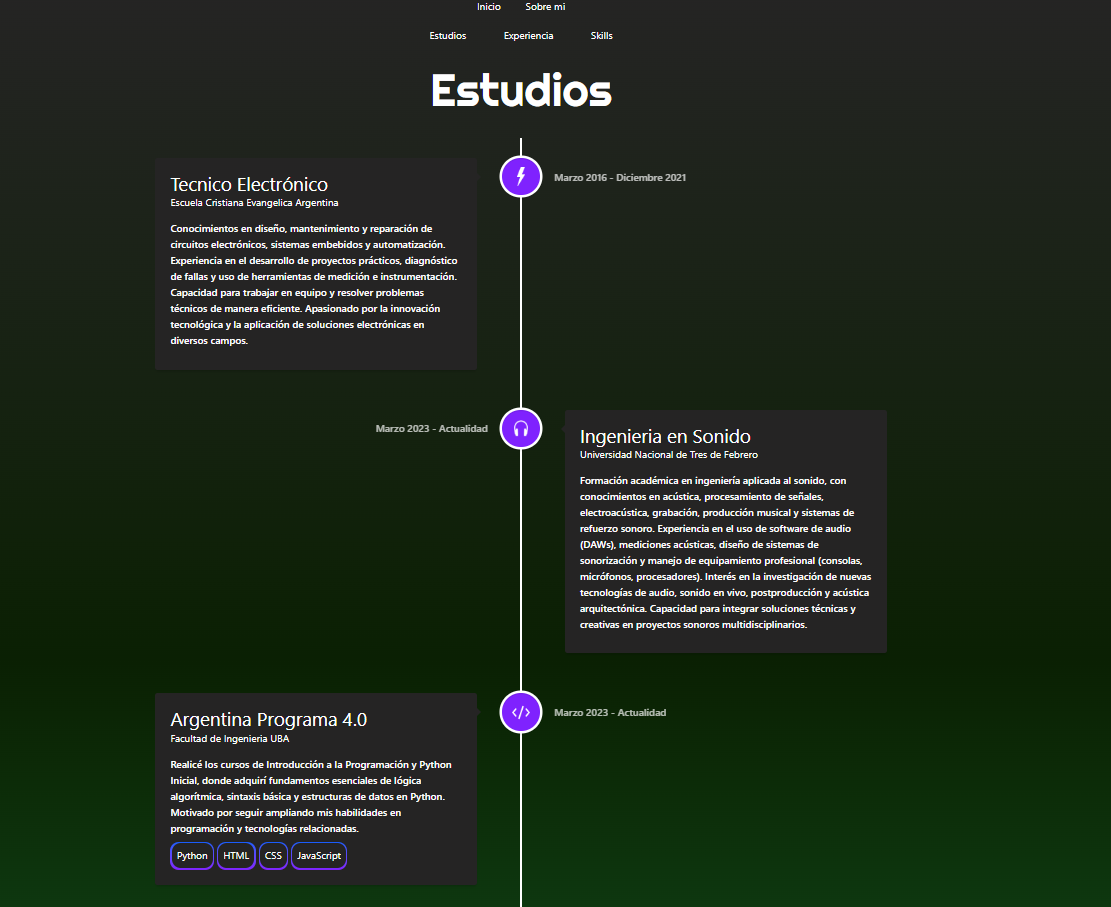 Inicio Sobre mi
Estudios Experiencia Skills
Estudios
Tecnico Electrónico
Escuela Cristiana Evangelica Argentina
Conocimientos en diseño, mantenimiento y reparación de
circuitos electrónicos, sistemas embebidos y automatización.
Experiencia en el desarrollo de proyectos prácticos, diagnóstico
de fallas y uso de herramientas de medición e instrumentación.
Capacidad para trabajar en equipo y resolver problemas
técnicos de manera eficiente. Apasionado por la innovación
tecnológica y la aplicación de soluciones electrónicas en
diversos campos.
Marzo 2016 - Diciembre 2021
Marzo 2023 - Actualidad
Ingenieria en Sonido
Universidad Nacional de Tres de Febrero
Formación académica en ingeniería aplicada al sonido, con
conocimientos en acústica, procesamiento de señales,
electroacústica, grabación, producción musical y sistemas de
refuerzo sonoro. Experiencia en el uso de software de audio
(DAWs), mediciones acústicas, diseño de sistemas de
sonorización y manejo de equipamiento profesional (consolas,
micrófonos, procesadores). Interés en la investigación de nuevas
tecnologías de audio, sonido en vivo, postproducción y acústica
arquitectónica. Capacidad para integrar soluciones técnicas y
creativas en proyectos sonoros multidisciplinarios.
Argentina Programa 4.0
Facultad de Ingenieria UBA
Realicé los cursos de Introducción a la Programación y Python
Inicial, donde adquirí fundamentos esenciales de lógica
algorítmica, sintaxis básica y estructuras de datos en Python.
Motivado por seguir ampliando mis habilidades en
programación y tecnologías relacionadas.
Python HTML CSS JavaScript
Marzo 2023 - Actualidad